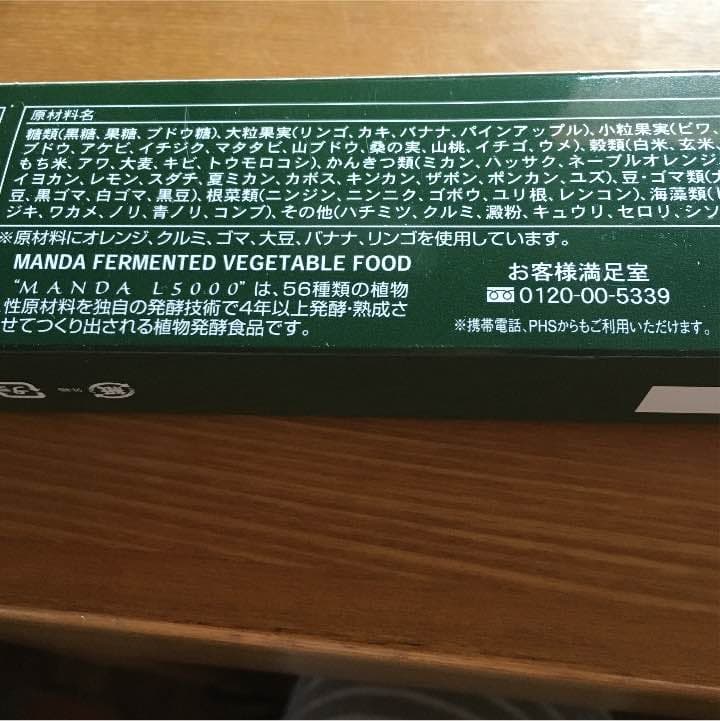 原材料名
糖類(黒糖、果糖、ブドウ糖)、大粒果実(リンゴ、カキ、バナナ、パインアップル)、小粒果実(ビワ、
ブドウ、アケビ、イチジク、マタタビ、山ブドウ、桑の実、山桃、イチゴ、ウメ)、穀類(白米、玄米、
もち米、アワ、大麦、キビ、トウモロコシ)、かんきつ類(ミカン、ハッサク、ネーブルオレンジ
イヨカン、レモン、スダチ、夏ミカン、カボス、キンカン、ザボン、ポンカン、ユズ)、豆・ゴマ類(大
豆、黒ゴマ、白ゴマ、黒豆)、根菜類(ニンジン、ニンニク、ゴボウ、ユリ根、レンコン)、海藻類(
ジキ、ワカメ、ノリ、青ノリ、コンブ)、その他(ハチミツ、クルミ、澱粉、キュウリ、セロリ、シソ
※原材料にオレンジ、クルミ、ゴマ、大豆、バナナ、リンゴを使用しています。
MANDA FERMENTED VEGETABLE FOOD
"MANDA L5000"は、56種類の植物
性原材料を独自の発酵技術で4年以上発酵・熟成さ
せてつくり出される植物発酵食品です。
お客様満足室
0120-00-5339
※携帯電話、PHSからもご利用いただけます。
紙